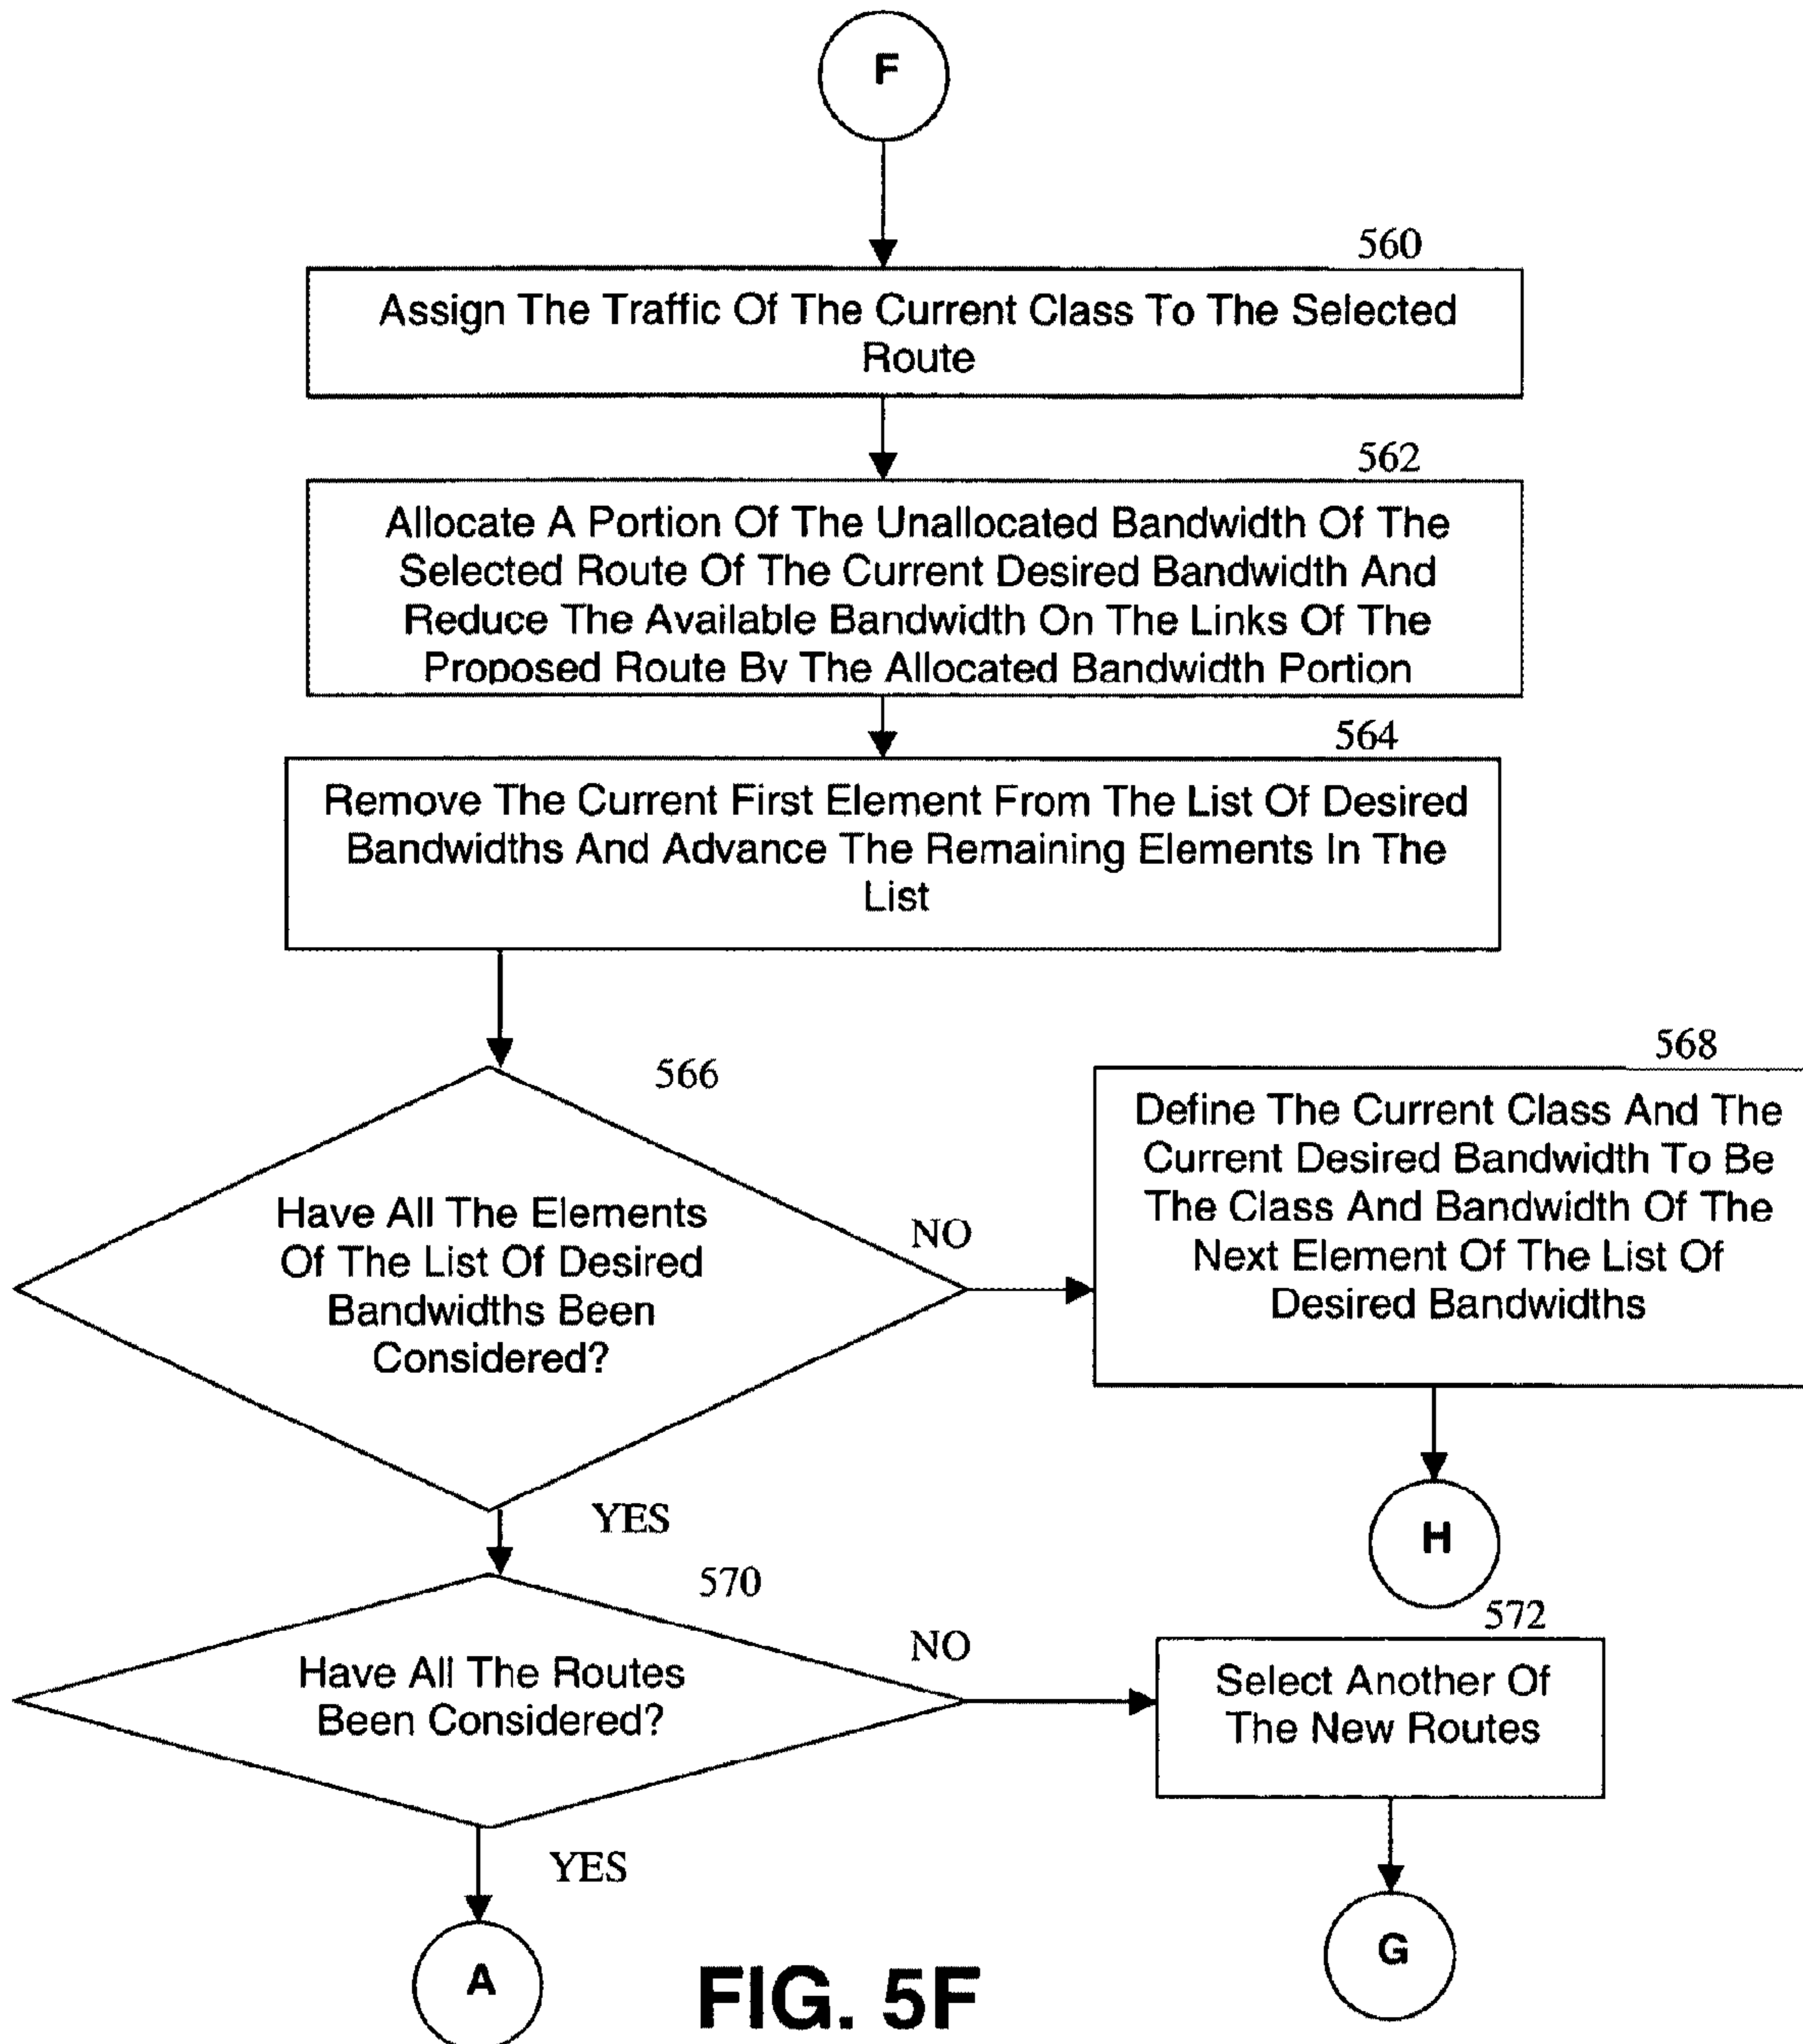 F
560
Assign The Traffic Of The Current Class To The Selected
Route
562
Allocate A Portion Of The Unallocated Bandwidth Of The
Selected Route Of The Current Desired Bandwidth And
Reduce The Available Bandwidth On The Links Of The
Proposed Route By The Allocated Bandwidth Portion
564
Remove The Current First Element From The List Of Desired
Bandwidths And Advance The Remaining Elements In The
List
566
Have All The Elements
Of The List Of Desired
Bandwidths Been
Considered?
NO
568
Define The Current Class And The
Current Desired Bandwidth To Be
The Class And Bandwidth Of The
Next Element Of The List Of
Desired Bandwidths
H
YES
570
Have All The Routes
Been Considered?
NO
572
Select Another Of
The New Routes
G
YES
A
FIG. 5F